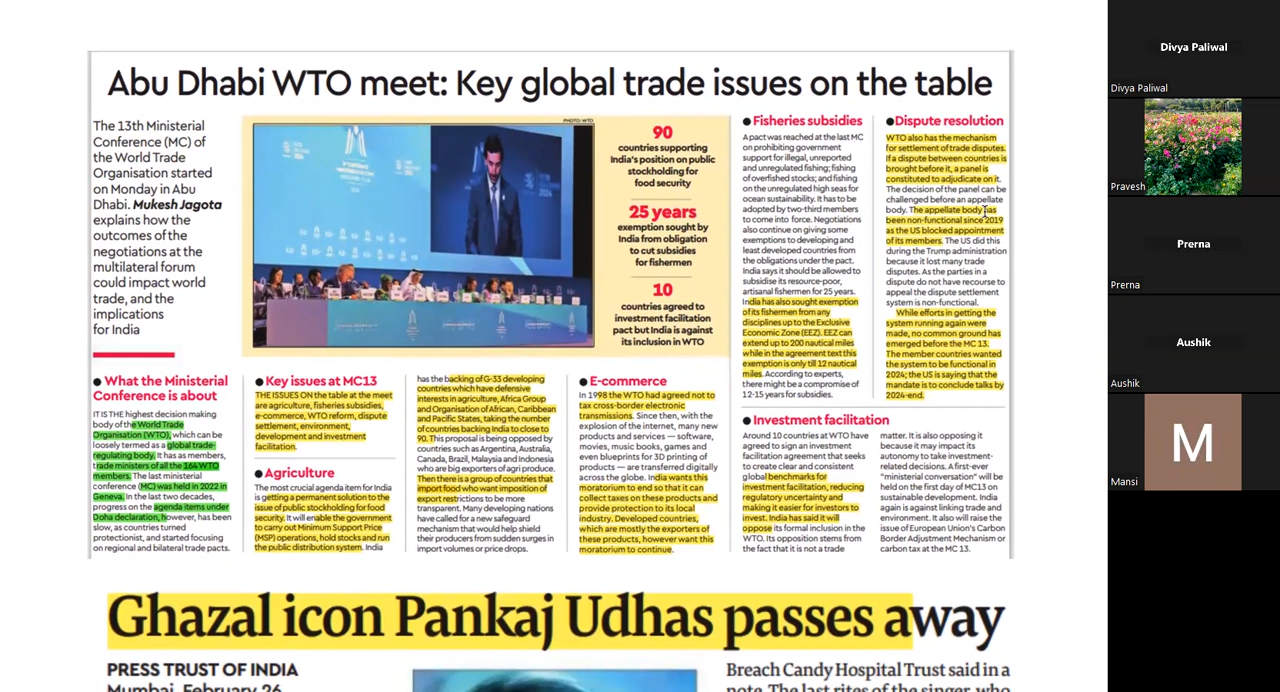 Abu Dhabi WTO meet: Key global trade issues on the table
The 13th Ministerial
Conference (MC) of
the World Trade
Organisation started
on Monday in Abu
Dhabi. Mukesh Jagota
explains how the
outcomes of the
negotiations at the
multilateral forum
could impact world
trade, and the
implications
for India
PHOTO: WTO
90
countries supporting
India's position on public
stockholding for
food security
25 years
exemption sought by
India from obligation
to cut subsidies
for fishermen
10
countries agreed to
investment facilitation
pact but India is against
its inclusion in WTO
● What the Ministerial
Conference is about
IT IS THE highest decision making
body of the World Trade
Organisation (WTO), which can be
loosely termed as a global trade-
regulating body. It has as members,
trade ministers of all the 164 WTO
members. The last ministerial
conference (MC) was held in 2022 in
Geneva. In the last two decades,
progress on the agenda items under
Doha declaration, however, has been
slow, as countries turned
protectionist, and started focusing
on regional and bilateral trade pacts.
● Key issues at MC13
THE ISSUES ON the table at the meet
are agriculture, fisheries subsidies,
e-commerce, WTO reform, dispute
settlement, environment,
development and investment
facilitation.
● Agriculture
The most crucial agenda item for India
is getting a permanent solution to the
issue of public stockholding for food
security. It will enable the government
to carry out Minimum Support Price
(MSP) operations, hold stocks and run
the public distribution system. India
has the backing of G-33 developing
countries which have defensive
interests in agriculture, Africa Group
and Organisation of African, Caribbean
and Pacific States, taking the number
of countries backing India to close to
90. This proposal is being opposed by
countries such as Argentina, Australia,
Canada, Brazil, Malaysia and Indonesia
who are big exporters of agri produce.
Then there is a group of countries that
import food who want imposition of
export restrictions to be more
transparent. Many developing nations
have called for a new safeguard
mechanism that would help shield
their producers from sudden surges in
import volumes or price drops.
● E-commerce
In 1998 the WTO had agreed not to
tax cross-border electronic
transmissions. Since then, with the
explosion of the internet, many new
products and services — software,
movies, music books, games and
even blueprints for 3D printing of
products — are transferred digitally
across the globe. India wants this
moratorium to end so that it can
collect taxes on these products and
provide protection to its local
industry. Developed countries,
which are mostly the exporters of
these products, however want this
moratorium to continue.
● Fisheries subsidies
A pact was reached at the last MC
on prohibiting government
support for illegal, unreported
and unregulated fishing; fishing
of overfished stocks; and fishing
on the unregulated high seas for
ocean sustainability. It has to be
adopted by two-third members
to come into force. Negotiations
also continue on giving some
exemptions to developing and
least developed countries from
the obligations under the pact.
India says it should be allowed to
subsidise its resource-poor,
artisanal fishermen for 25 years.
India has also sought exemption
of its fishermen from any
disciplines up to the Exclusive
Economic Zone (EEZ). EEZ can
extend up to 200 nautical miles
while in the agreement text this
exemption is only till 12 nautical
miles. According to experts,
there might be a compromise of
12-15 years for subsidies.
● Dispute resolution
WTO also has the mechanism
for settlement of trade disputes.
If a dispute between countries is
brought before it, a panel is
constituted to adjudicate on it.
The decision of the panel can be
challenged before an appellate
body. The appellate body has
been non-functional since 2019
as the US blocked appointment
of its members. The US did this
during the Trump administration
because it lost many trade
disputes. As the parties in a
dispute do not have recourse to
appeal the dispute settlement
system is non-functional.
While efforts in getting the
system running again were
made, no common ground has
emerged before the MC 13.
The member countries wanted
the system to be functional in
2024; the US is saying that the
mandate is to conclude talks by
2024-end.
● Investment facilitation
Around 10 countries at WTO have
agreed to sign an investment
facilitation agreement that seeks
to create clear and consistent
global benchmarks for
investment facilitation, reducing
regulatory uncertainty and
making it easier for investors to
invest. India has said it will
oppose its formal inclusion in the
WTO. Its opposition stems from
the fact that it is not a trade
matter. It is also opposing it
because it may impact its
autonomy to take investment-
related decisions. A first-ever
"ministerial conversation" will be
held on the first day of MC13 on
sustainable development. India
again is against linking trade and
environment. It also will raise the
issue of European Union's Carbon
Border Adjustment Mechanism or
carbon tax at the MC 13.
Ghazal icon Pankaj Udhas passes away
PRESS TRUST OF INDIA
Mumbai, February 26
Breach Candy Hospital Trust said in a
note. The last rites of the singer, who
Divya Paliwal
Divya Paliwal
Pravesh
Prerna
Prerna
Aushik
Aushik
M
Mansi